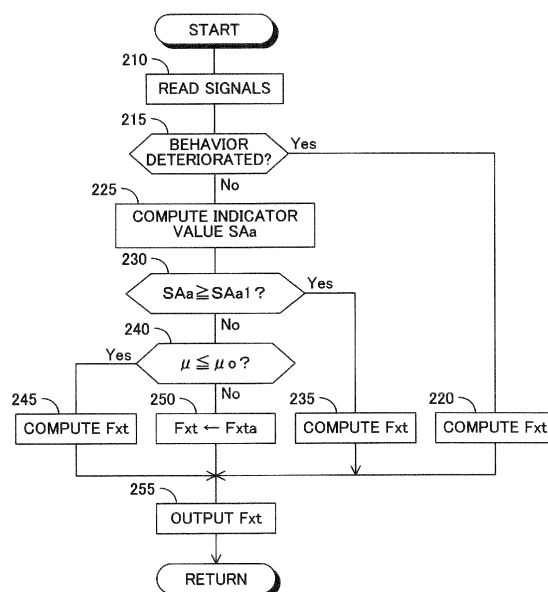 START
210
READ SIGNALS
215
BEHAVIOR
DETERIORATED?
Yes
No
225
COMPUTE INDICATOR
VALUE SAa
230
SAa≧SAa1?
Yes
No
240
μ≦μo?
Yes
No
245
COMPUTE Fxt
250
Fxt ← Fxta
235
COMPUTE Fxt
220
COMPUTE Fxt
255
OUTPUT Fxt
RETURN